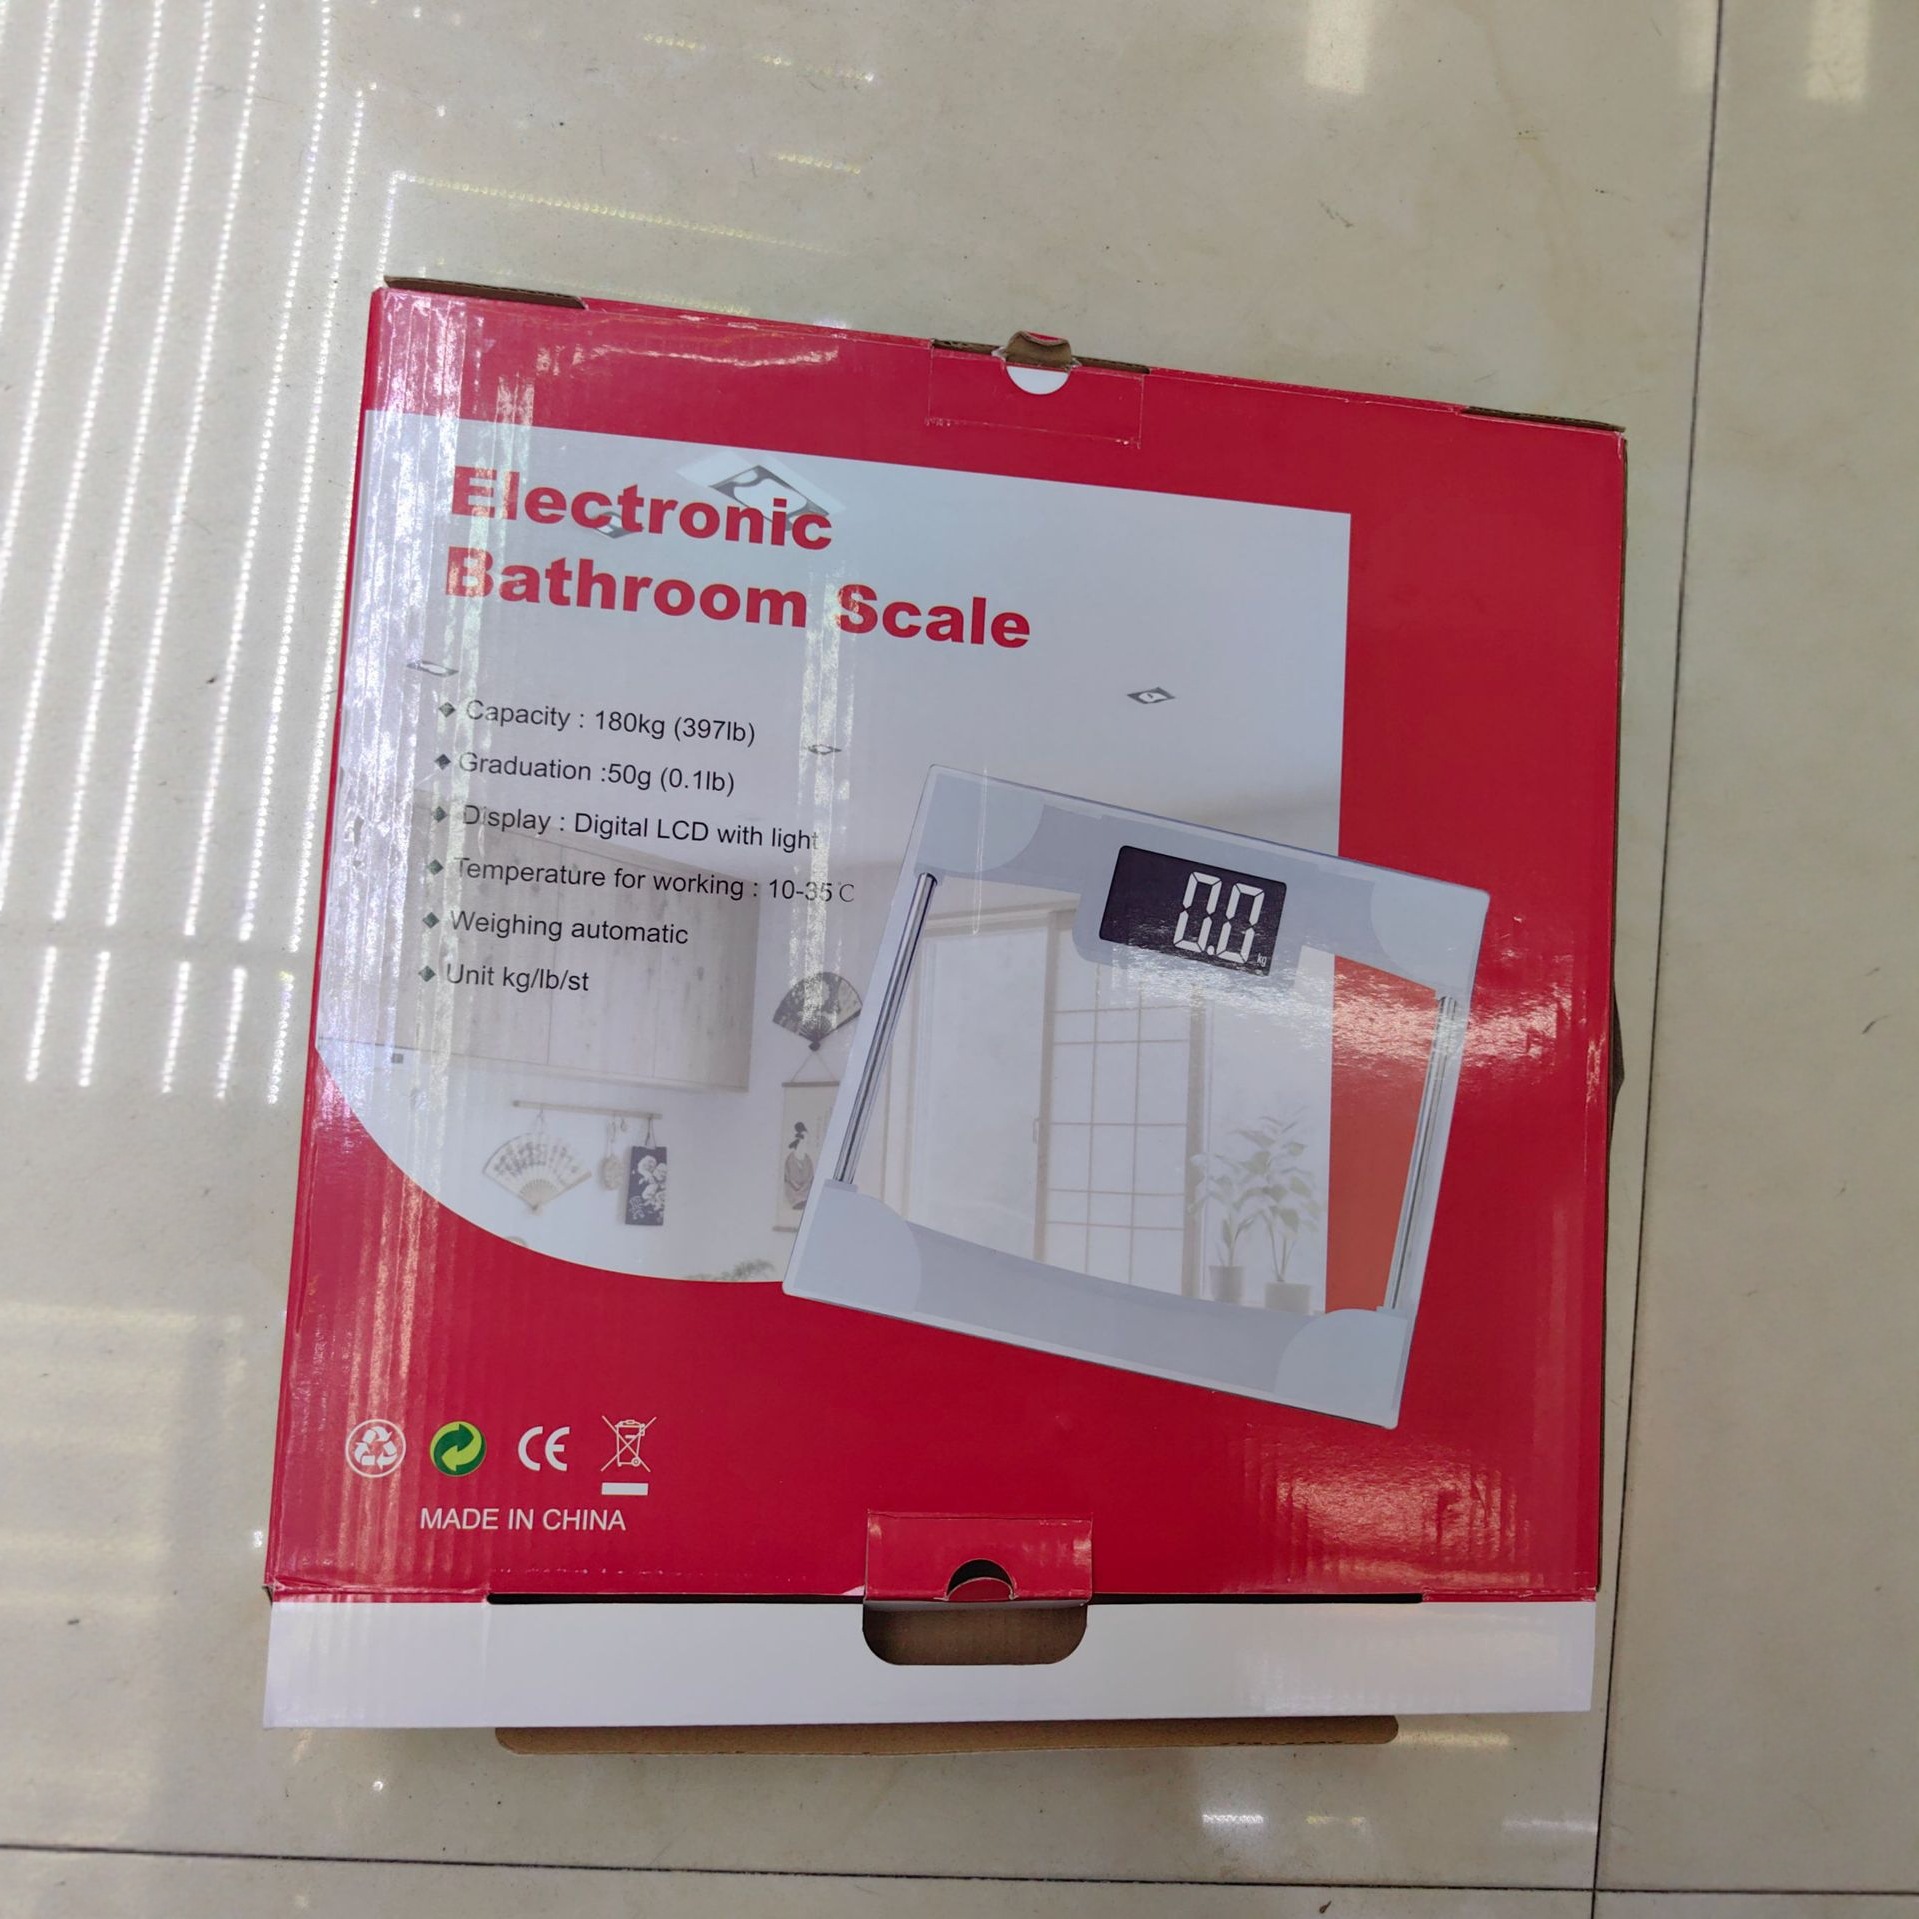 Electronic
Bathroom Scale
Capacity : 180kg (397lb)
Graduation :50g (0.1lb)
Display : Digital LCD with light
Temperature for working : 10-35℃
Weighing automatic
Unit kg/lb/st
0.0
kg
CE
MADE IN CHINA